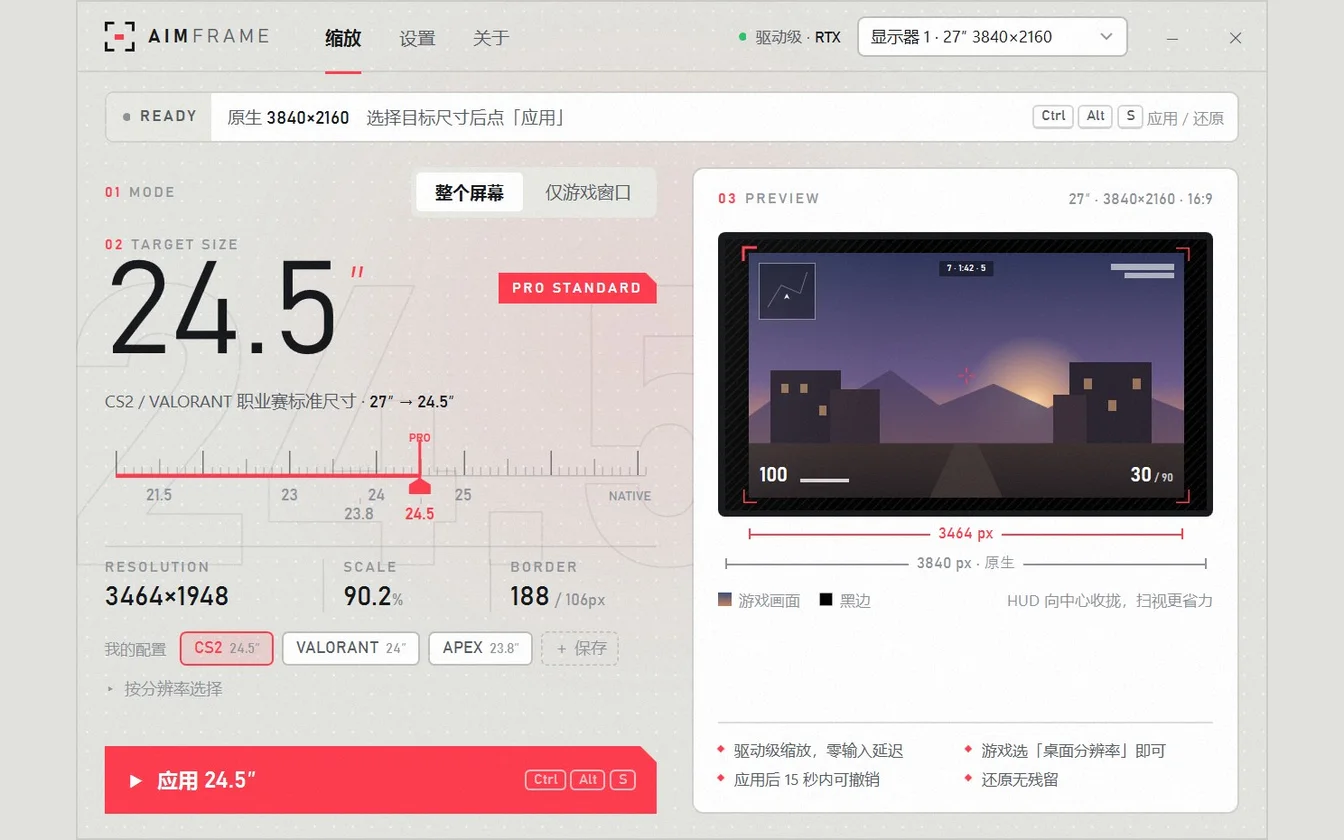 AIMFRAME 缩放 设置 关于 驱动级 · RTX 显示器 1 · 27″ 3840×2160
READY 原生 3840×2160 选择目标尺寸后点「应用」 Ctrl Alt S 应用 / 还原
01 MODE 整个屏幕 仅游戏窗口
02 TARGET SIZE
24.5″
PRO STANDARD
CS2 / VALORANT 职业赛标准尺寸 · 27″ → 24.5″
PRO
21.5 23 24 25 NATIVE
23.8 24.5
RESOLUTION SCALE BORDER
3464×1948 90.2% 188 / 106px
我的配置 CS2 24.5″ VALORANT 24″ APEX 23.8″ + 保存
按分辨率选择
应用 24.5″ Ctrl Alt S
03 PREVIEW 27″ · 3840×2160 · 16:9
7 · 1:42 · 5
100 30 / 90
3464 px
3840 px · 原生
游戏画面 黑边 HUD 向中心收拢，扫视更省力
驱动级缩放，零输入延迟 游戏选「桌面分辨率」即可
应用后 15 秒内可撤销 还原无残留
24.5